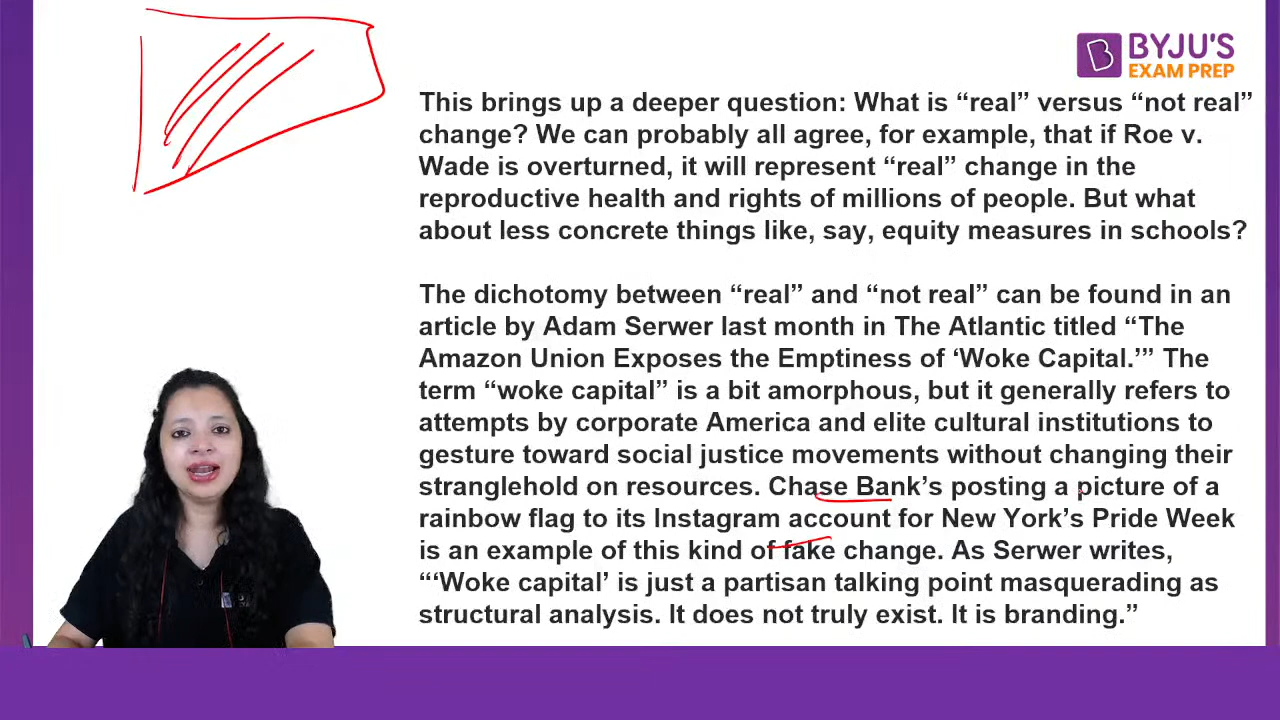 BYJU'S
EXAM PREP
This brings up a deeper question: What is “real” versus “not real”
change? We can probably all agree, for example, that if Roe v.
Wade is overturned, it will represent “real” change in the
reproductive health and rights of millions of people. But what
about less concrete things like, say, equity measures in schools?
The dichotomy between “real” and “not real” can be found in an
article by Adam Serwer last month in The Atlantic titled “The
Amazon Union Exposes the Emptiness of ‘Woke Capital.’” The
term “woke capital” is a bit amorphous, but it generally refers to
attempts by corporate America and elite cultural institutions to
gesture toward social justice movements without changing their
stranglehold on resources. Chase Bank’s posting a picture of a
rainbow flag to its Instagram account for New York’s Pride Week
is an example of this kind of fake change. As Serwer writes,
“‘Woke capital’ is just a partisan talking point masquerading as
structural analysis. It does not truly exist. It is branding.”